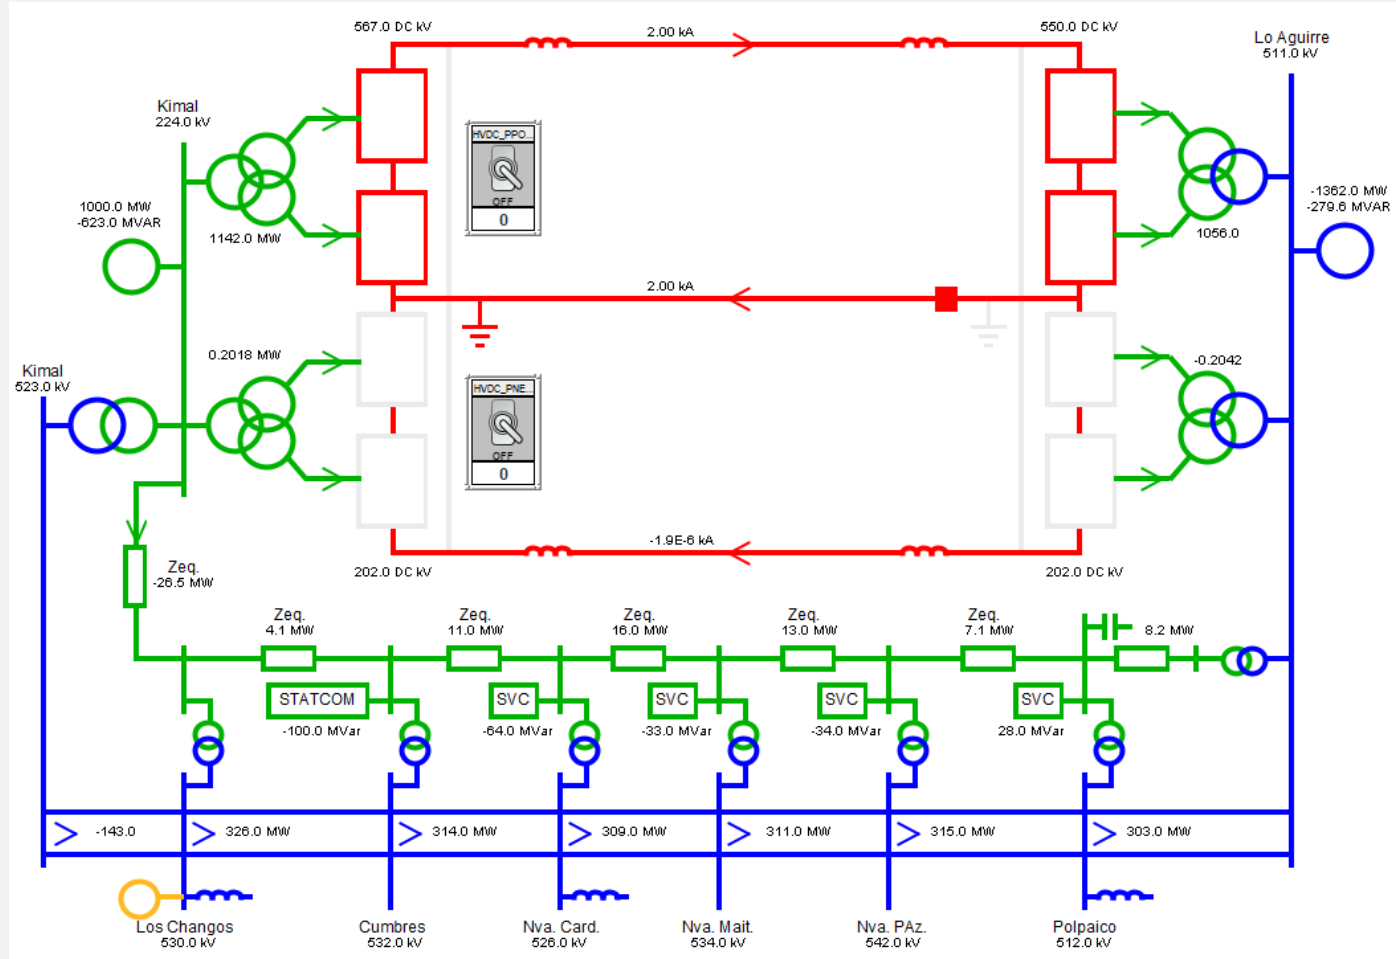 567.0 DC kV
2.00 kA
550.0 DC kV
Lo Aguirre
511.0 kV
Kimal
224.0 kV
HVDC_PPO...
OFF
0
1000.0 MW
-623.0 MVAR
1142.0 MW
-1362.0 MW
-279.6 MVAR
1056.0
2.00 kA
0.2018 MW
-0.2042
Kimal
523.0 kV
HVDC_PNE...
OFF
0
-1.9E-6 kA
202.0 DC kV
202.0 DC kV
Zeq.
-26.5 MW
Zeq.
4.1 MW
Zeq.
11.0 MW
Zeq.
16.0 MW
Zeq.
13.0 MW
Zeq.
7.1 MW
8.2 MW
STATCOM
-100.0 MVar
SVC
-64.0 MVar
SVC
-33.0 MVar
SVC
-34.0 MVar
SVC
28.0 MVar
-143.0
326.0 MW
314.0 MW
309.0 MW
311.0 MW
315.0 MW
303.0 MW
Los Changos
530.0 kV
Cumbres
532.0 kV
Nva. Card.
526.0 kV
Nva. Mait.
534.0 kV
Nva. PAz.
542.0 kV
Polpaico
512.0 kV